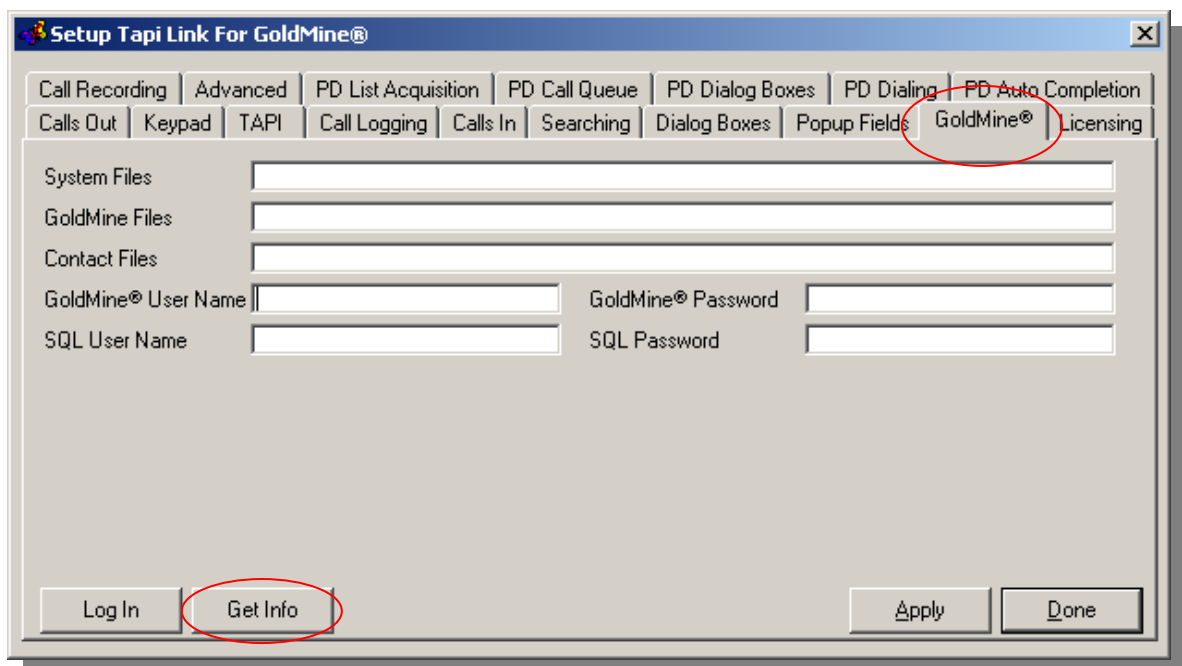 Setup Tapi Link For GoldMine®
Call Recording Advanced PD List Acquisition PD Call Queue PD Dialog Boxes PD Dialing PD Auto Completion
Calls Out Keypad TAPI Call Logging Calls In Searching Dialog Boxes Popup Fields GoldMine® Licensing
System Files
GoldMine Files
Contact Files
GoldMine® User Name GoldMine® Password
SQL User Name SQL Password
Log In Get Info Apply Done